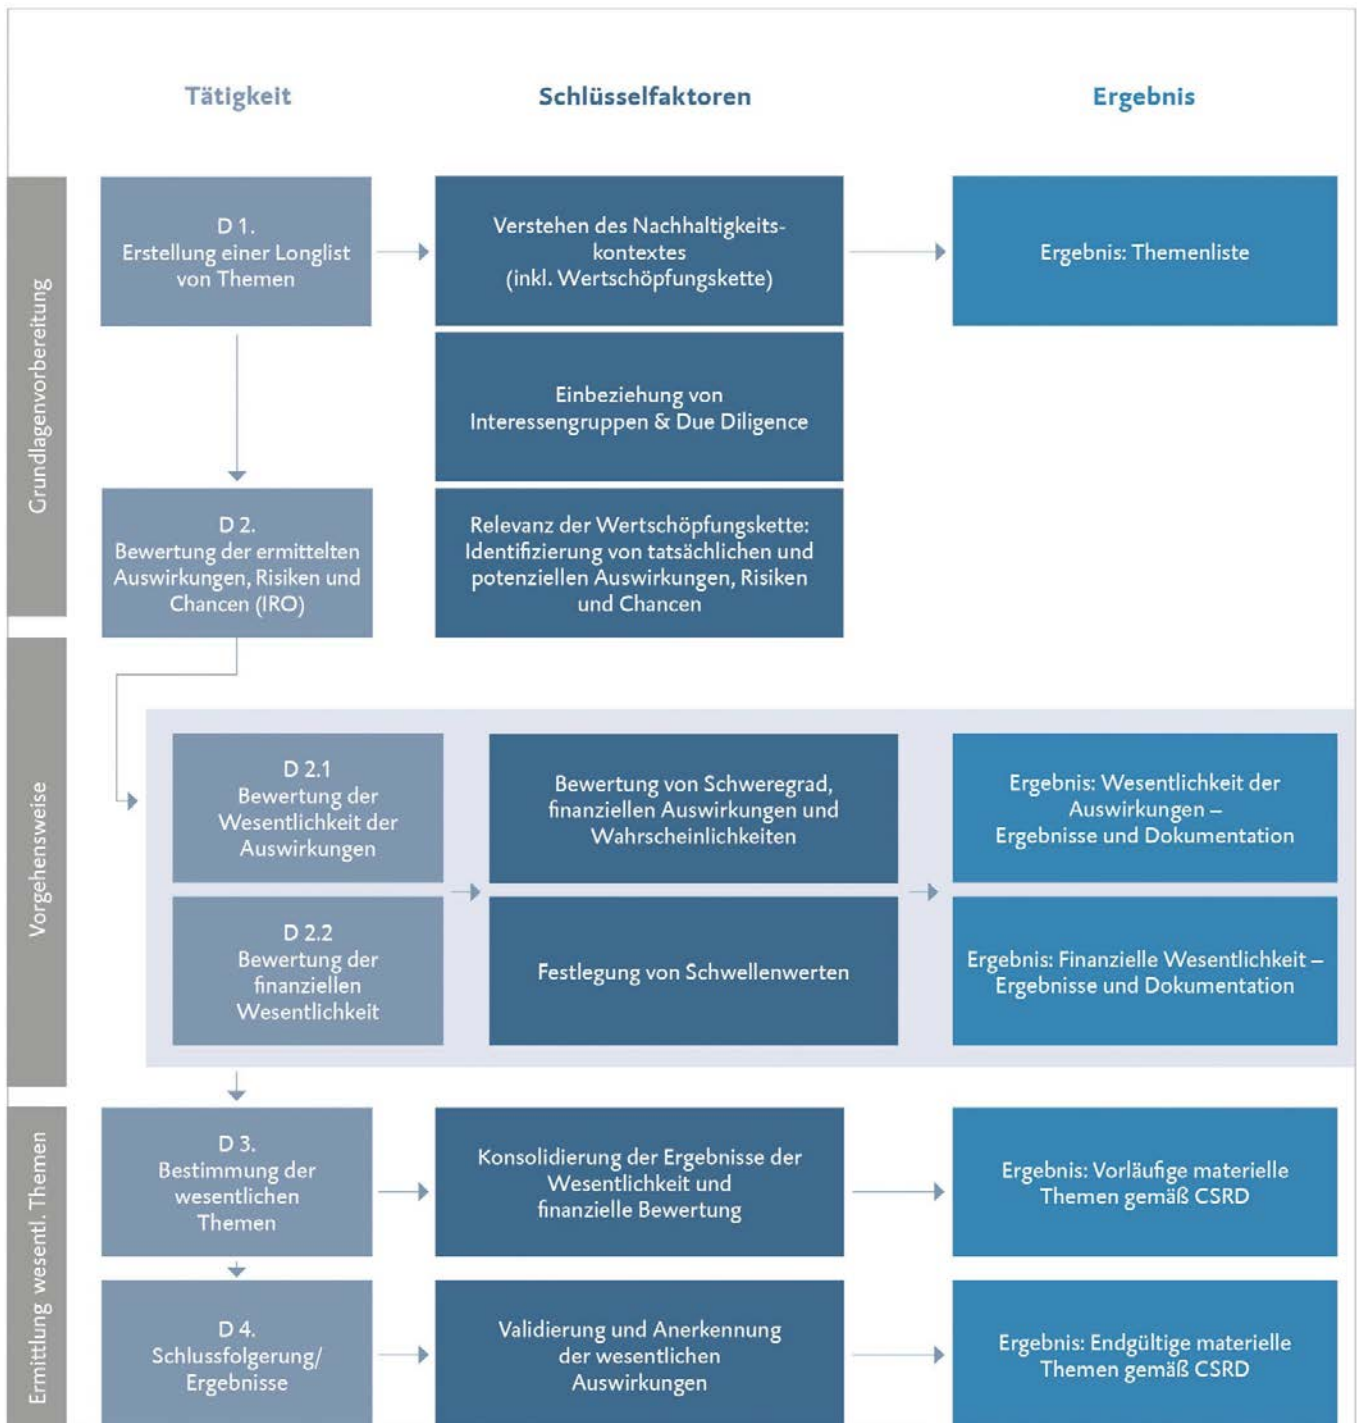 Tätigkeit
Schlüsselfaktoren
Ergebnis
Grundlagenvorbereitung
D 1.
Erstellung einer Longlist
von Themen
Verstehen des Nachhaltigkeits-
kontextes
(inkl. Wertschöpfungskette)
Ergebnis: Themenliste
Einbeziehung von
Interessengruppen & Due Diligence
D 2.
Bewertung der ermittelten
Auswirkungen, Risiken und
Chancen (IRO)
Relevanz der Wertschöpfungskette:
Identifizierung von tatsächlichen und
potenziellen Auswirkungen, Risiken
und Chancen
Vorgehensweise
D 2.1
Bewertung der
Wesentlichkeit der
Auswirkungen
Bewertung von Schweregrad,
finanziellen Auswirkungen und
Wahrscheinlichkeiten
Ergebnis: Wesentlichkeit der
Auswirkungen –
Ergebnisse und Dokumentation
D 2.2
Bewertung der
finanziellen
Wesentlichkeit
Festlegung von Schwellenwerten
Ergebnis: Finanzielle Wesentlichkeit –
Ergebnisse und Dokumentation
Ermittlung wesentl. Themen
D 3.
Bestimmung der
wesentlichen
Themen
Konsolidierung der Ergebnisse der
Wesentlichkeit und
finanzielle Bewertung
Ergebnis: Vorläufige materielle
Themen gemäß CSRD
D 4.
Schlussfolgerung/
Ergebnisse
Validierung und Anerkennung
der wesentlichen
Auswirkungen
Ergebnis: Endgültige materielle
Themen gemäß CSRD